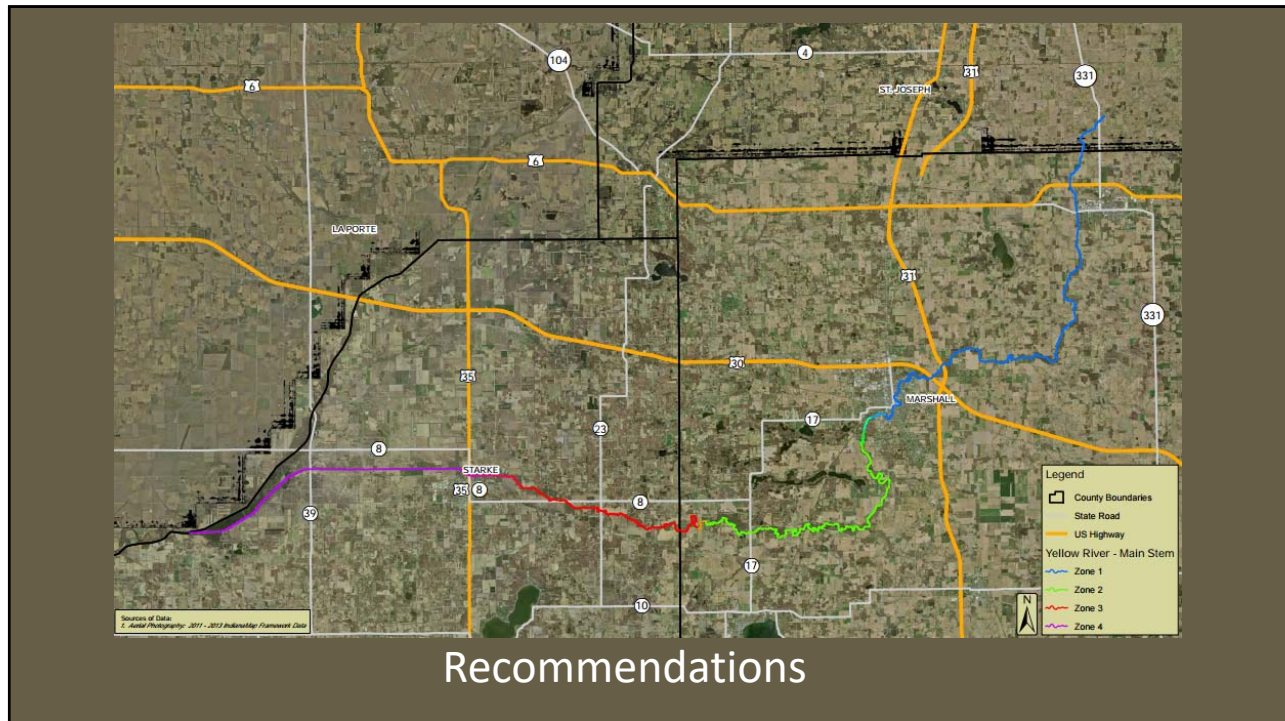 104
4
331
31
6
ST. JOSEPH
331
6
LA PORTE
31
331
30
35
MARSHALL
17
23
8
STARKE
35
8
8
39
17
10
Legend
County Boundaries
State Road
US Highway
Yellow River - Main Stem
Zone 1
Zone 2
Zone 3
Zone 4
N
Sources of Data:
1. Aerial Photography: 2011 - 2013 IndianaMap Framework Data
Recommendations